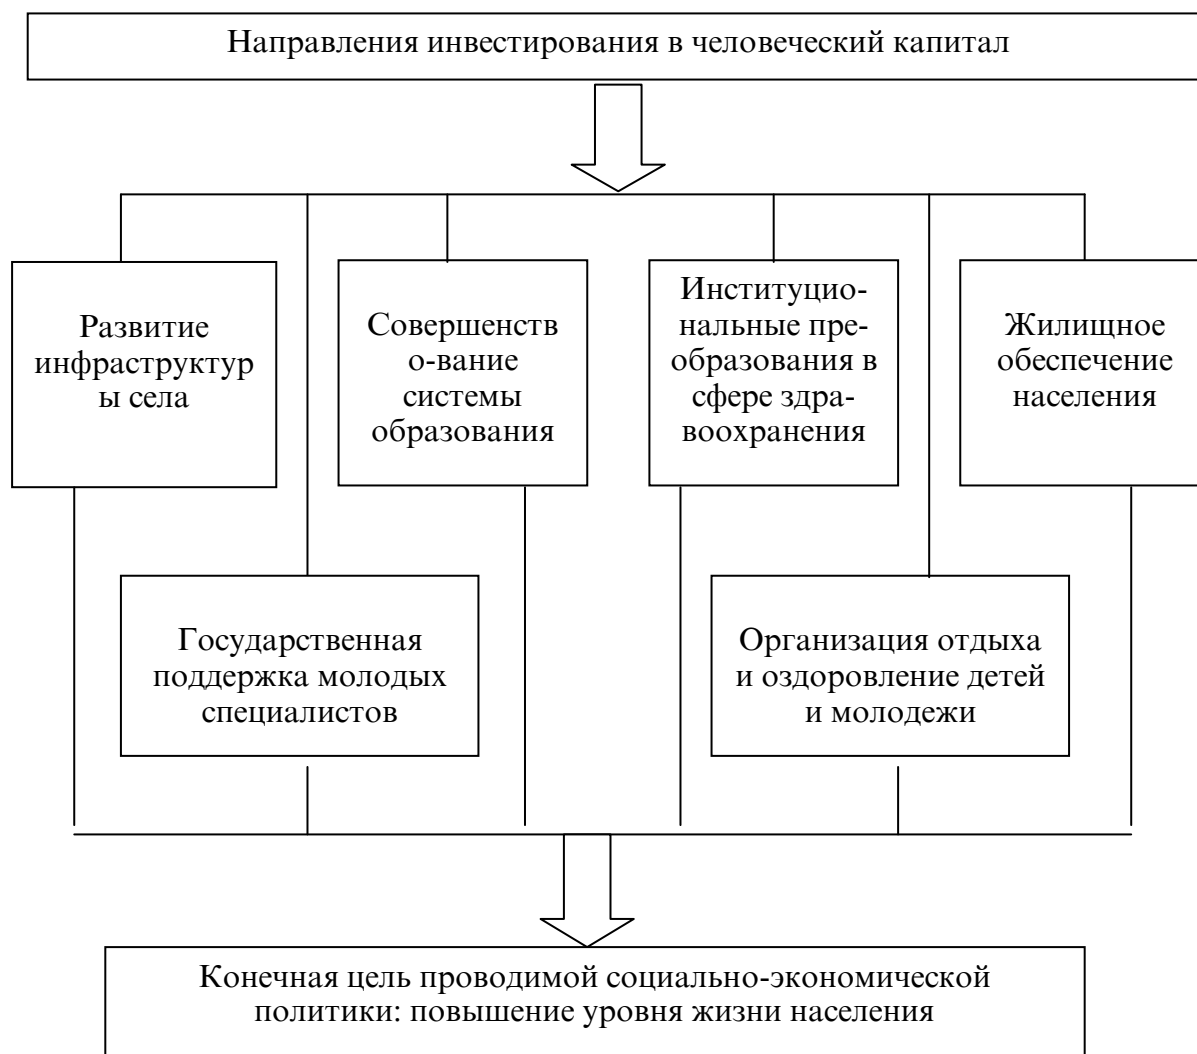 Направления инвестирования в человеческий капитал
Развитие
инфраструктур
ы села
Совершенств
о-вание
системы
образования
Институцио-
нальные пре-
образования в
сфере здра-
воохранения
Жилищное
обеспечение
населения
Государственная
поддержка молодых
специалистов
Организация отдыха
и оздоровление детей
и молодежи
Конечная цель проводимой социально-экономической
политики: повышение уровня жизни населения